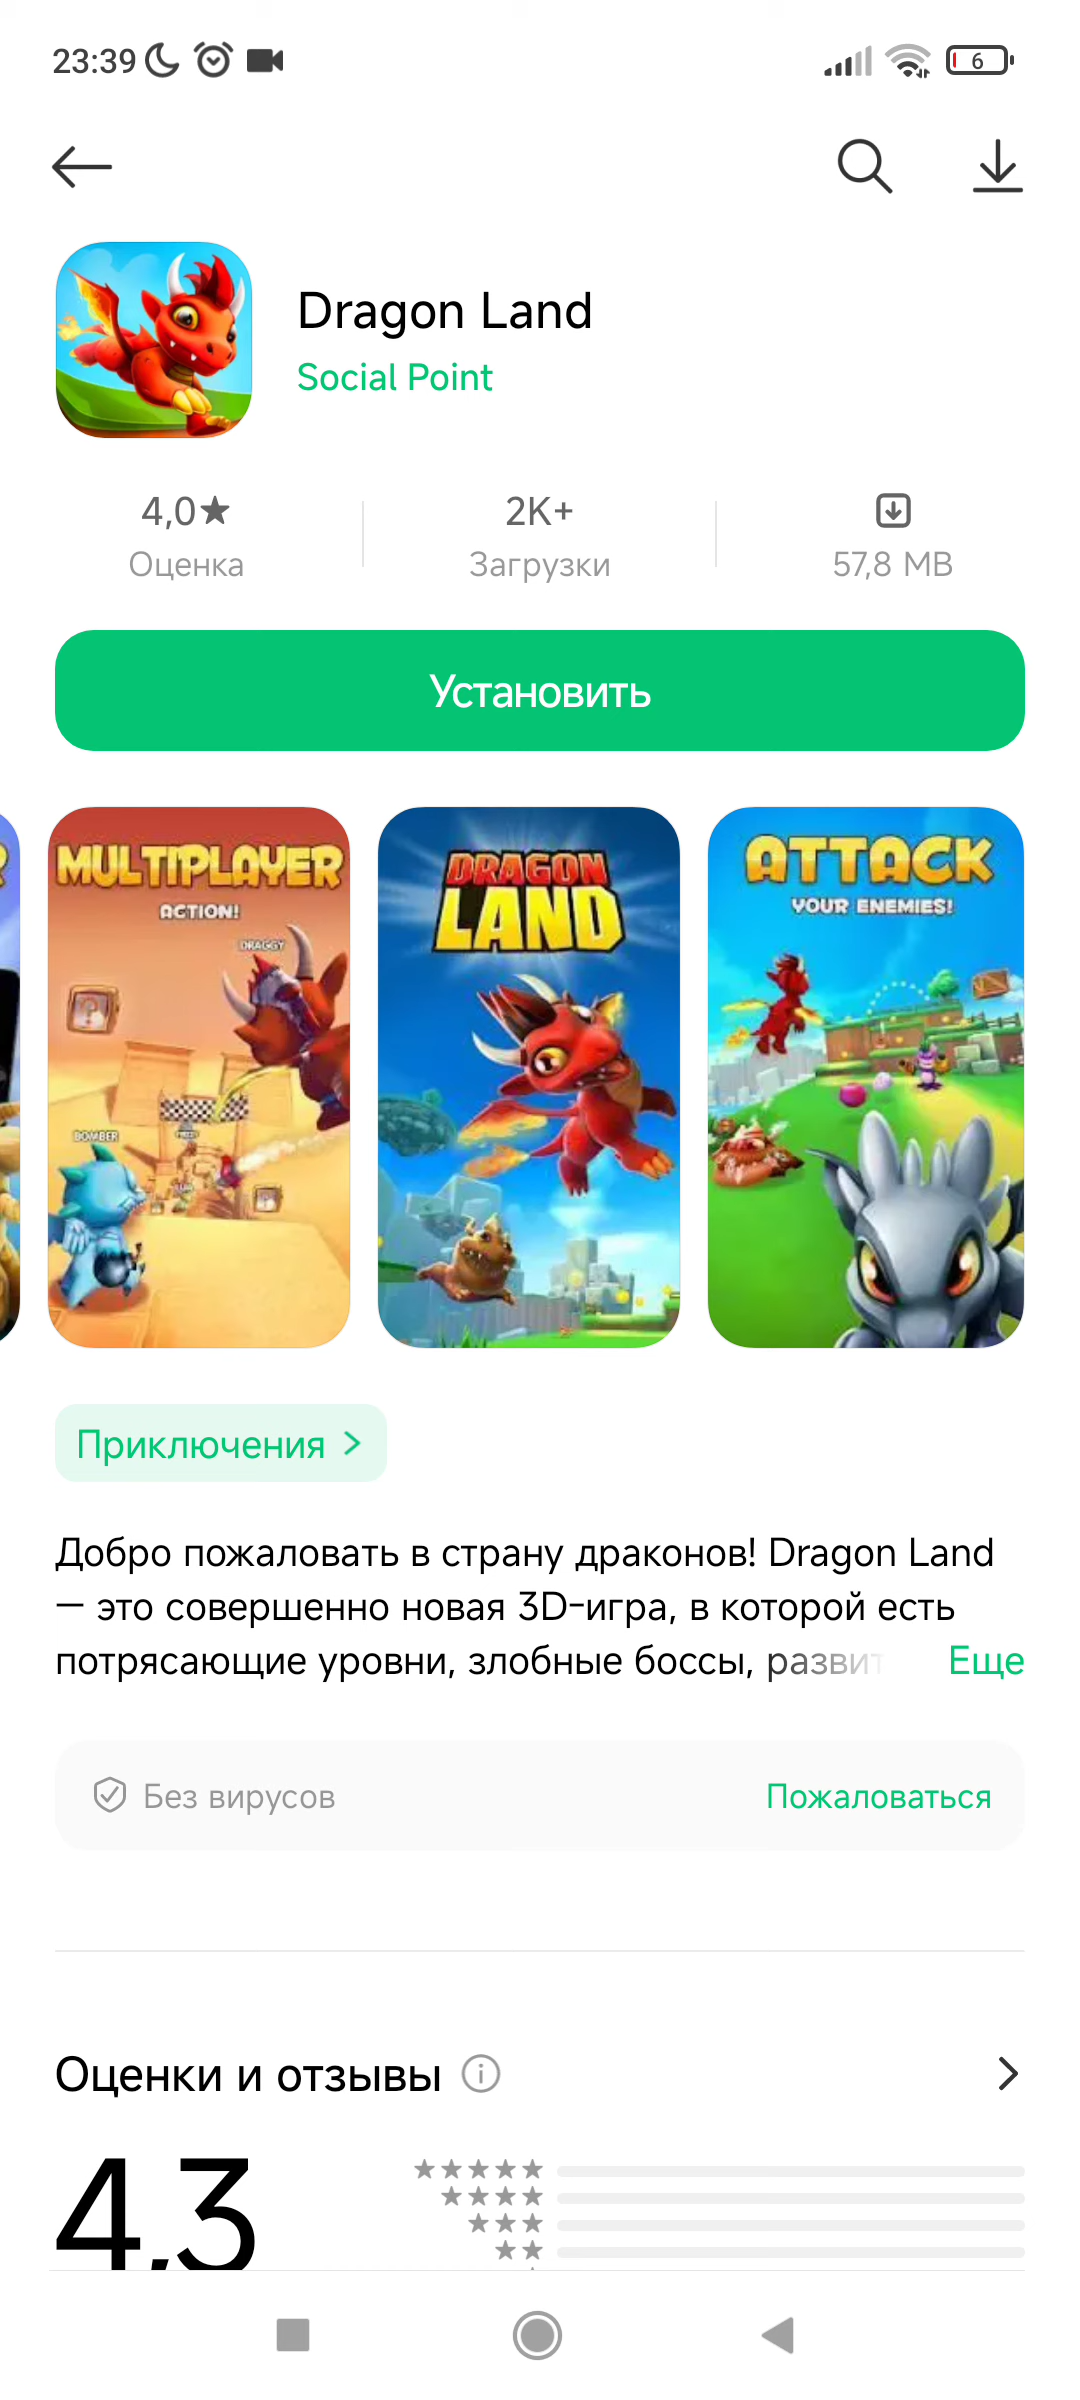 23:39
6
Dragon Land
Social Point
4,0★
Оценка
2K+
Загрузки
57,8 MB
Установить
MULTIPLAYER
ACTION!
DRAGGY
BOMBER
DRAGON
LAND
ATTACK
YOUR ENEMIES!
Приключения >
Добро пожаловать в страну драконов! Dragon Land
— это совершенно новая 3D-игра, в которой есть
потрясающие уровни, злобные боссы, развит Еще
Без вирусов
Пожаловаться
Оценки и отзывы
4,3